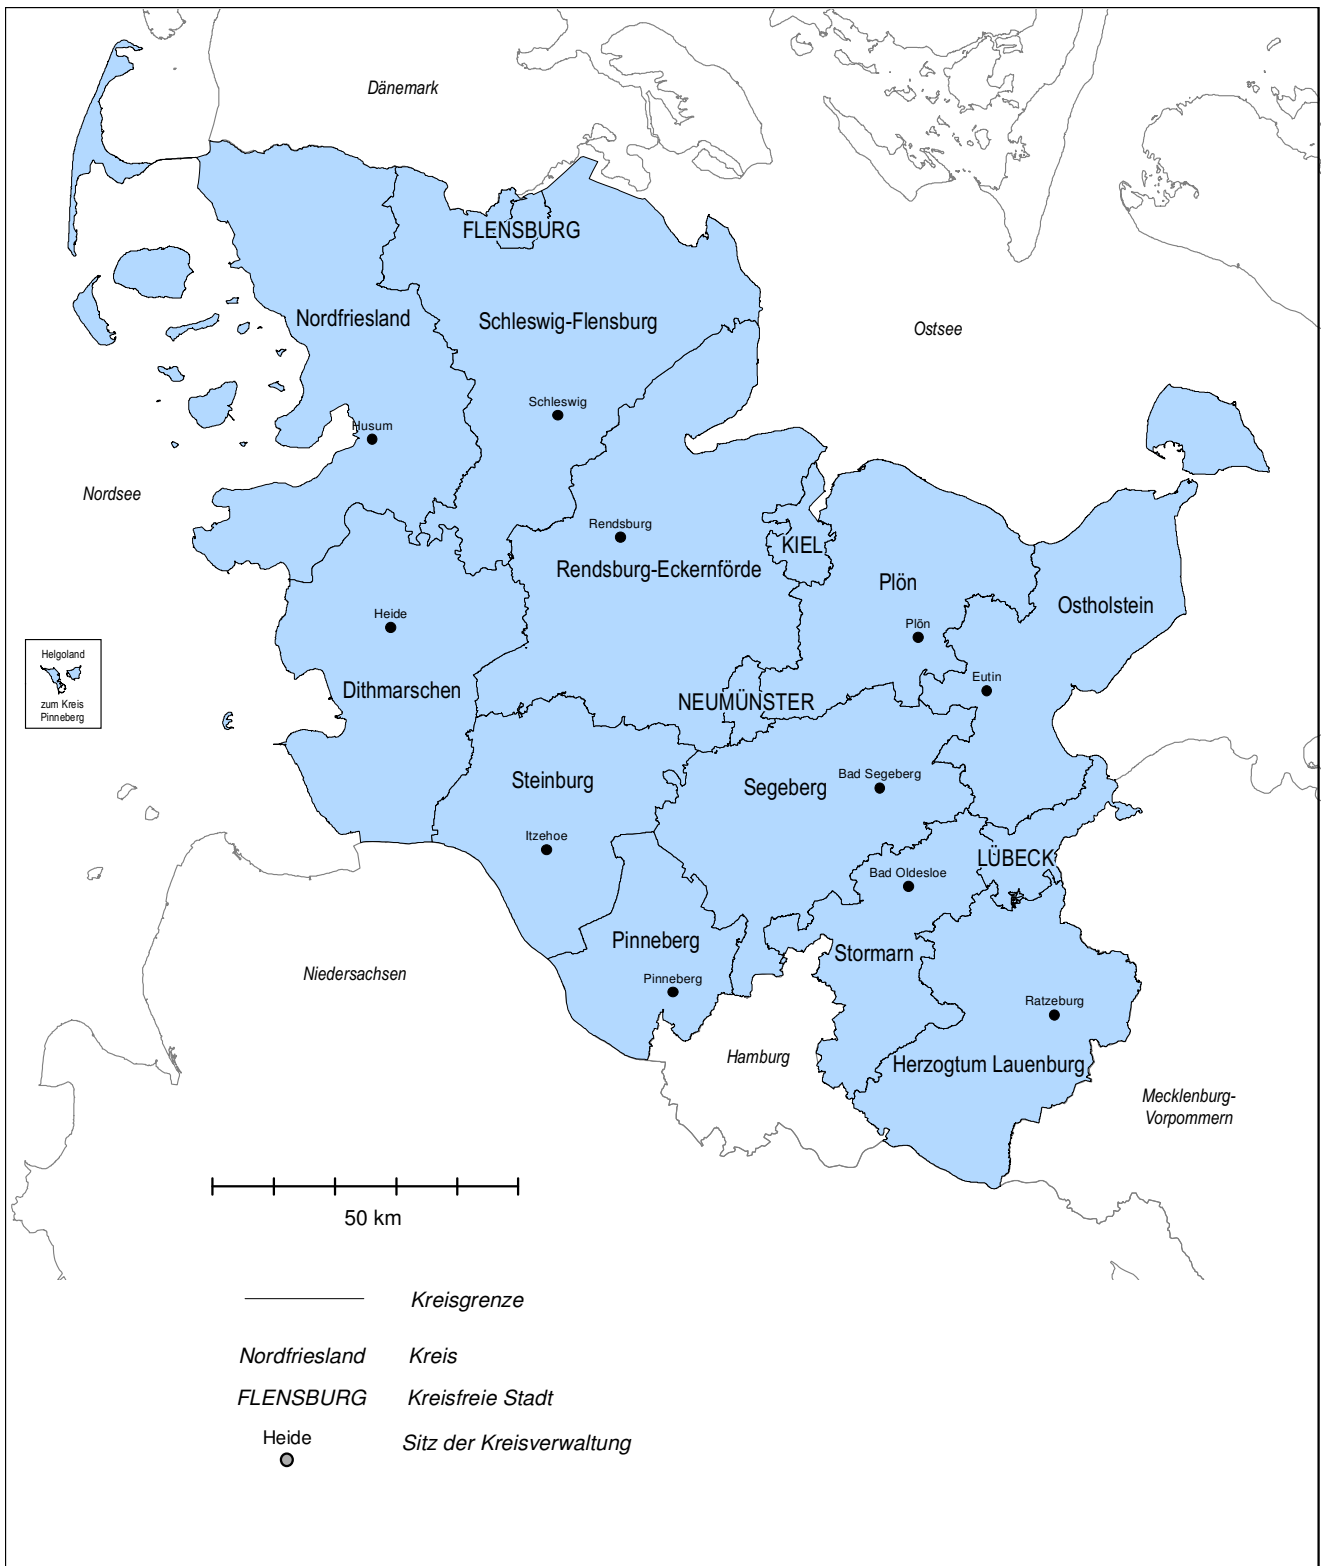 Dänemark
FLENSBURG
Nordfriesland
Schleswig-Flensburg
Ostsee
Schleswig
Husum
Nordsee
Rendsburg
KIEL
Rendsburg-Eckernförde
Plön
Ostholstein
Heide
Plön
Helgoland
zum Kreis
Pinneberg
Eutin
Dithmarschen
NEUMÜNSTER
Steinburg
Segeberg
Bad Segeberg
Itzehoe
LÜBECK
Bad Oldesloe
Pinneberg
Stormarn
Niedersachsen
Pinneberg
Ratzeburg
Hamburg
Herzogtum Lauenburg
Mecklenburg-
Vorpommern
50 km
Kreisgrenze
Nordfriesland Kreis
FLENSBURG Kreisfreie Stadt
Heide Sitz der Kreisverwaltung